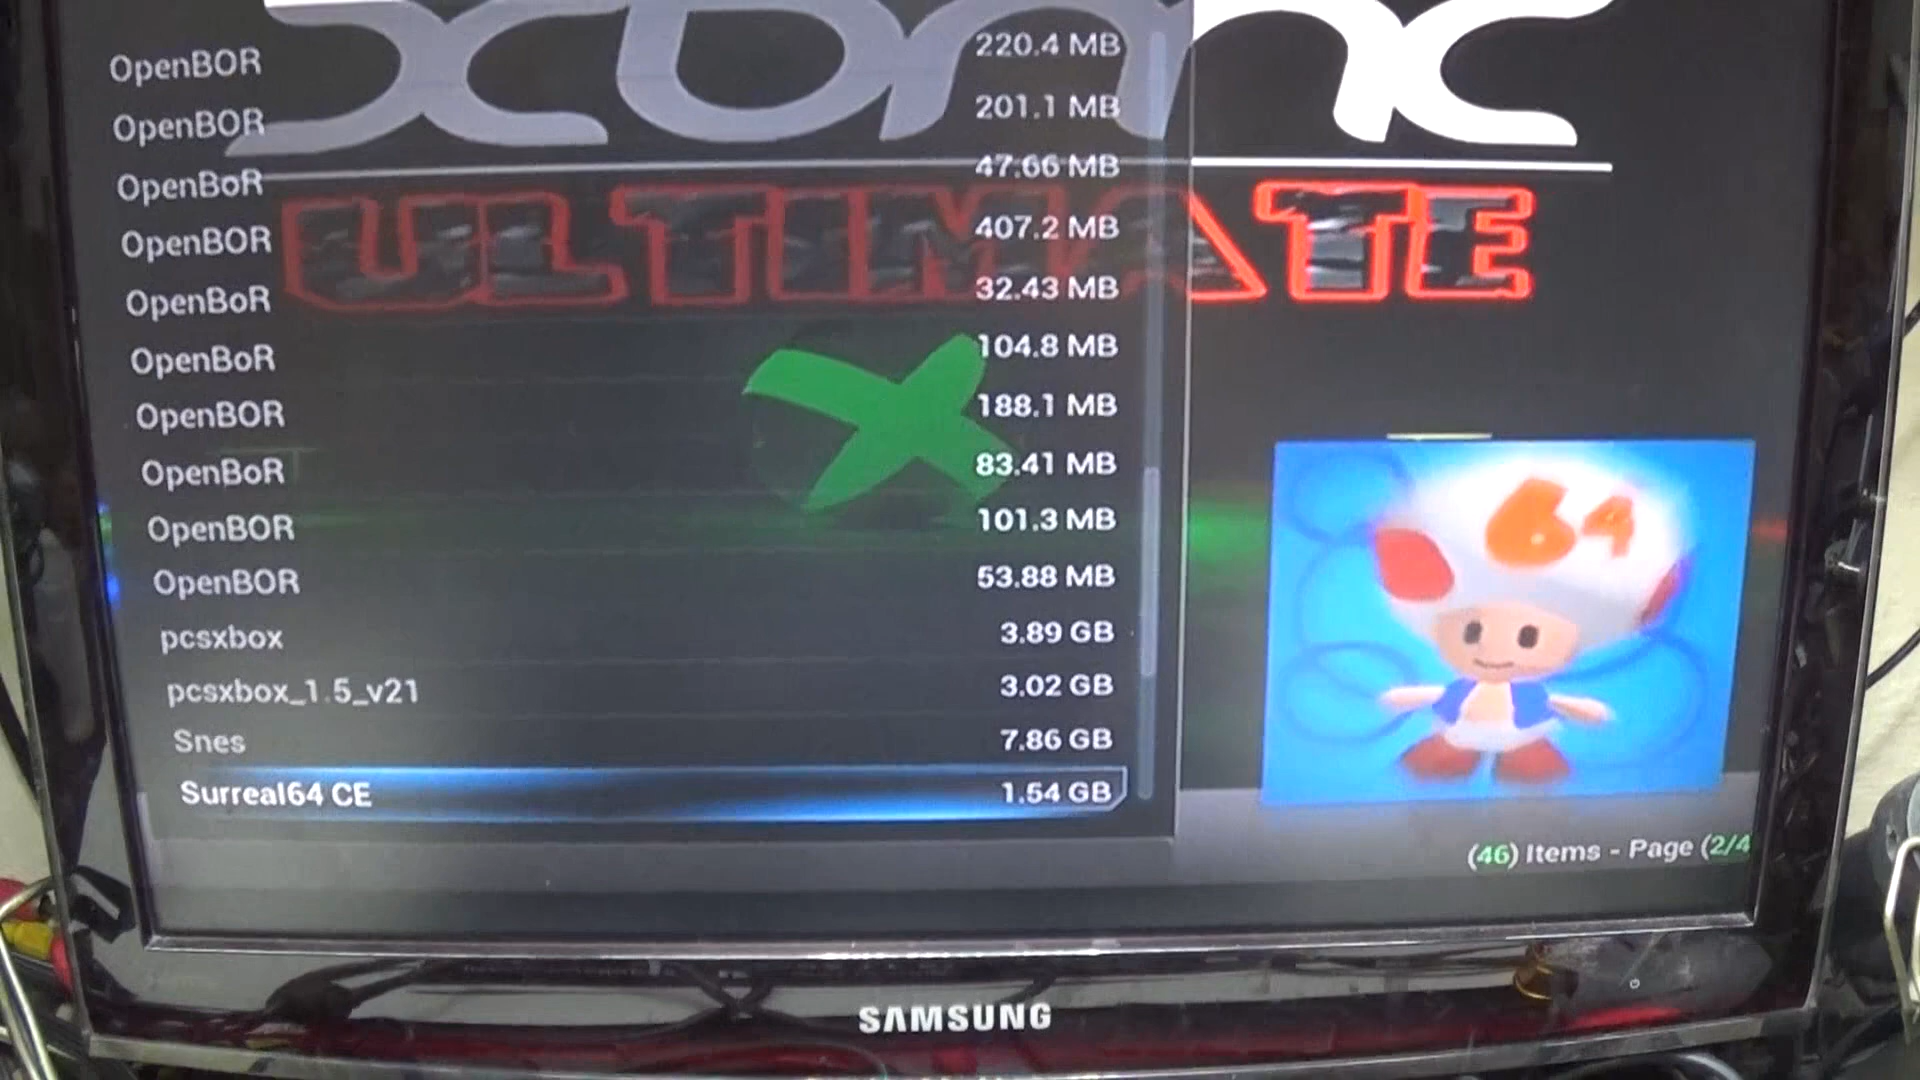 OpenBOR 220.4 MB
OpenBOR 201.1 MB
OpenBoR 47.66 MB
OpenBOR 407.2 MB
OpenBoR 32.43 MB
OpenBoR 104.8 MB
OpenBOR 188.1 MB
OpenBoR 83.41 MB
OpenBOR 101.3 MB
OpenBOR 53.88 MB
pcsxbox 3.89 GB
pcsxbox_1.5_v21 3.02 GB
Snes 7.86 GB
Surreal64 CE 1.54 GB
ULTIMATE
64
(46) Items - Page (2/4
SAMSUNG